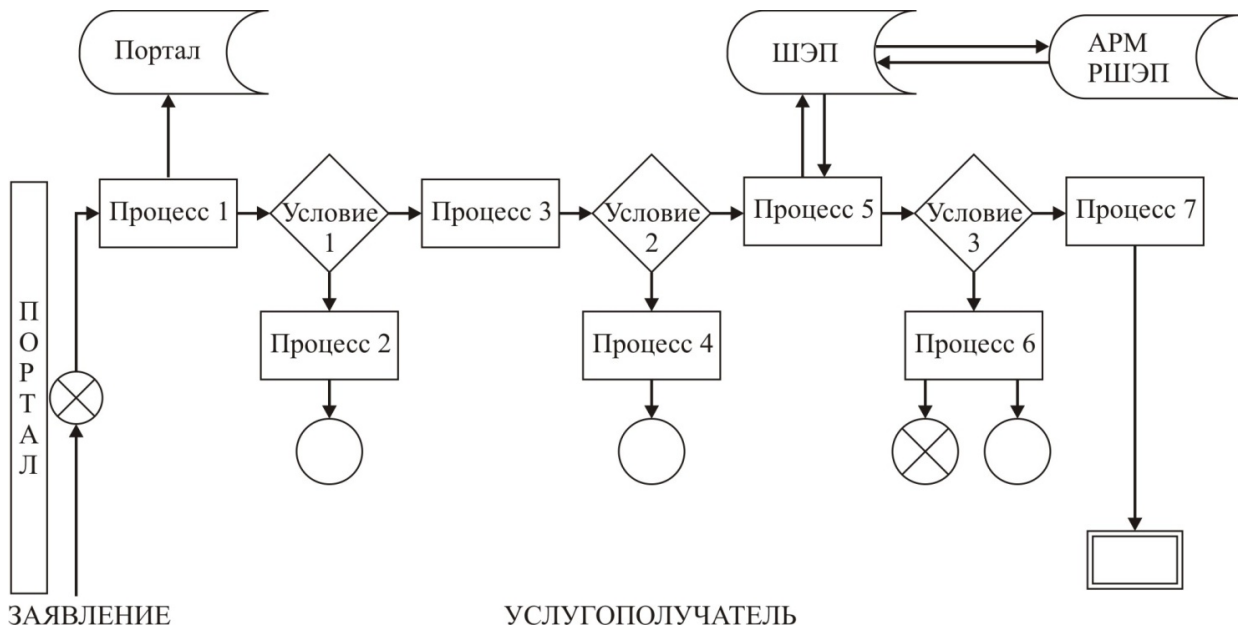 Портал
ШЭП
АРМ
РШЭП
ПОРТАЛ
Процесс 1
Условие
1
Процесс 3
Условие
2
Процесс 5
Условие
3
Процесс 7
Процесс 2
Процесс 4
Процесс 6
ЗАЯВЛЕНИЕ
УСЛУГОПОЛУЧАТЕЛЬ